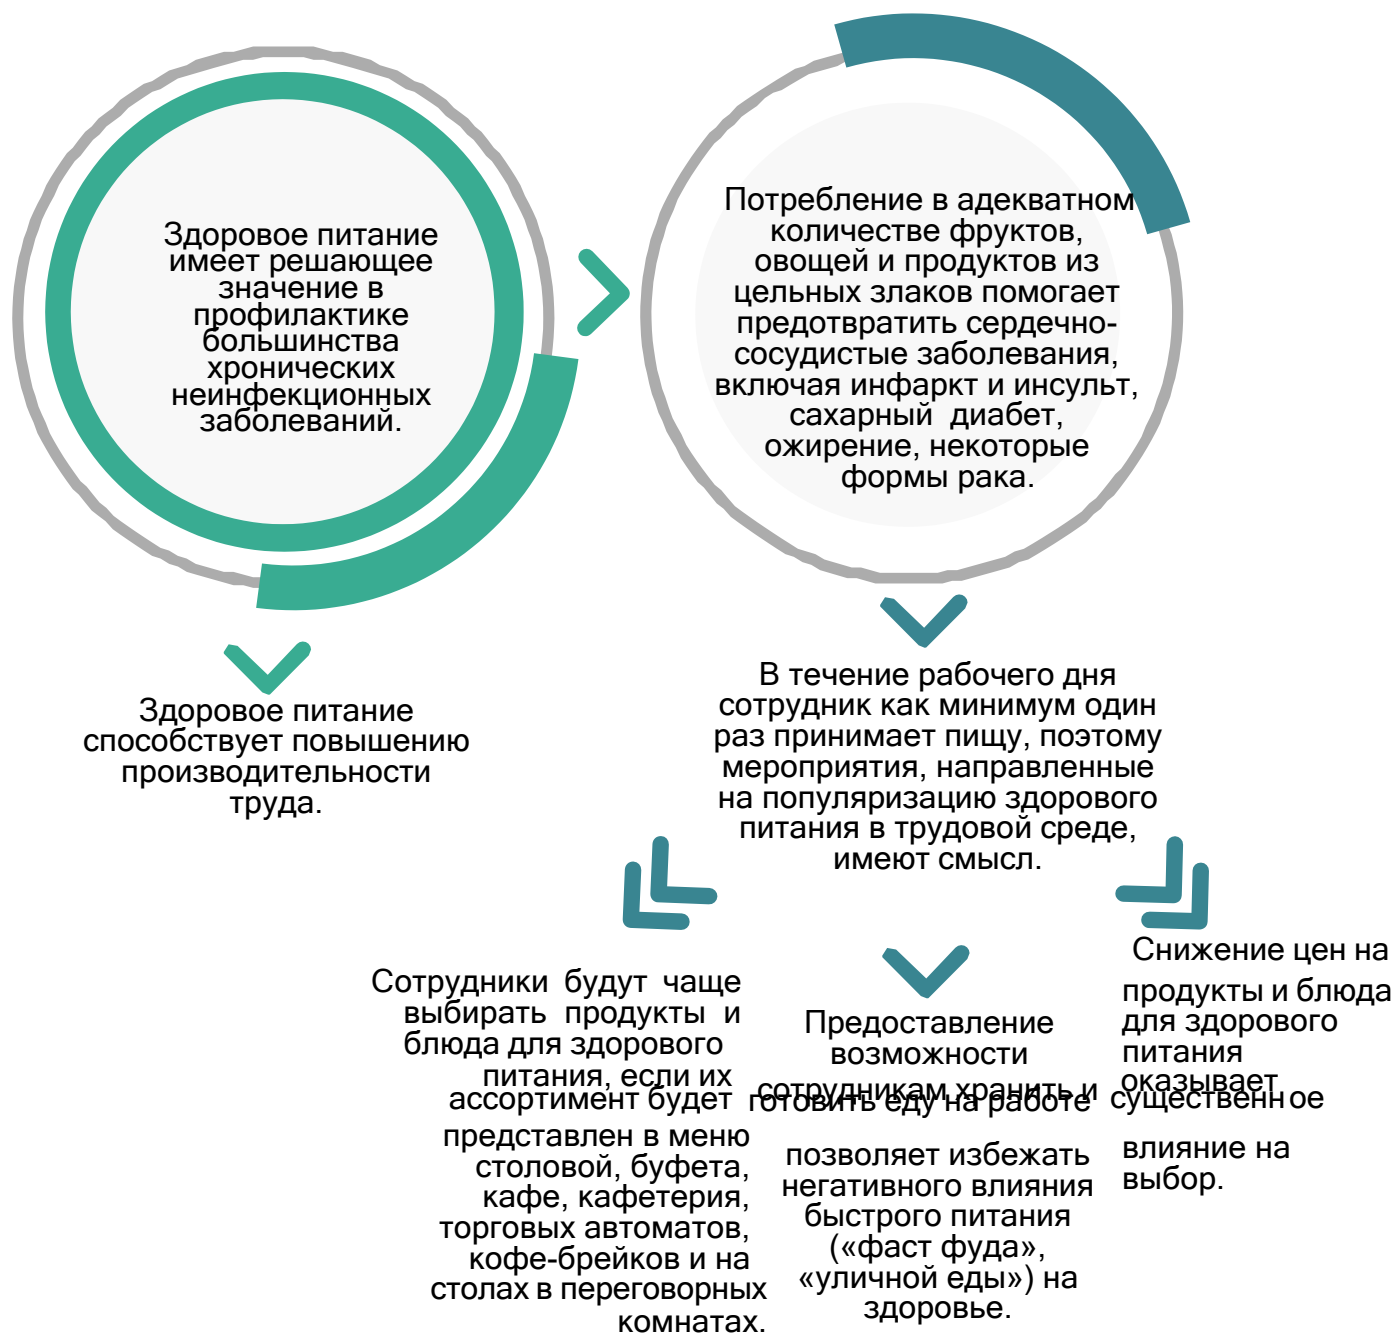 Здоровое питание
имеет решающее
значение в
профилактике
большинства
хронических
неинфекционных
заболеваний.
Потребление в адекватном
количестве фруктов,
овощей и продуктов из
цельных злаков помогает
предотвратить сердечно-
сосудистые заболевания,
включая инфаркт и инсульт,
сахарный диабет,
ожирение, некоторые
формы рака.
Здоровое питание
способствует повышению
производительности
труда.
В течение рабочего дня
сотрудник как минимум один
раз принимает пищу, поэтому
мероприятия, направленные
на популяризацию здорового
питания в трудовой среде,
имеют смысл.
Сотрудники будут чаще
выбирать продукты и
блюда для здорового
питания, если их
ассортимент будет
представлен в меню
столовой, буфета,
кафе, кафетерия,
торговых автоматов,
кофе-брейков и на
столах в переговорных
комнатах.
Предоставление
возможности
сотрудникам хранить и
готовить еду на работе
позволяет избежать
негативного влияния
быстрого питания
(«фаст фуда»,
«уличной еды») на
здоровье.
Снижение цен на
продукты и блюда
для здорового
питания
оказывает
существенное
влияние на
выбор.